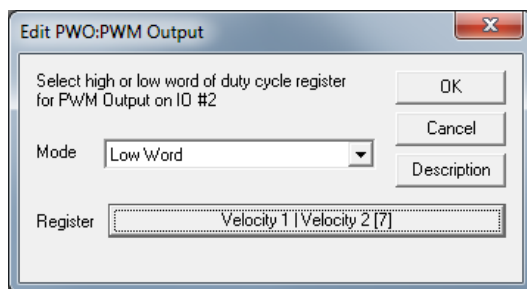 Edit PWO:PWM Output
Select high or low word of duty cycle register
for PWM Output on IO #2
OK
Cancel
Mode
Low Word
Description
Register
Velocity 1 | Velocity 2 [7]